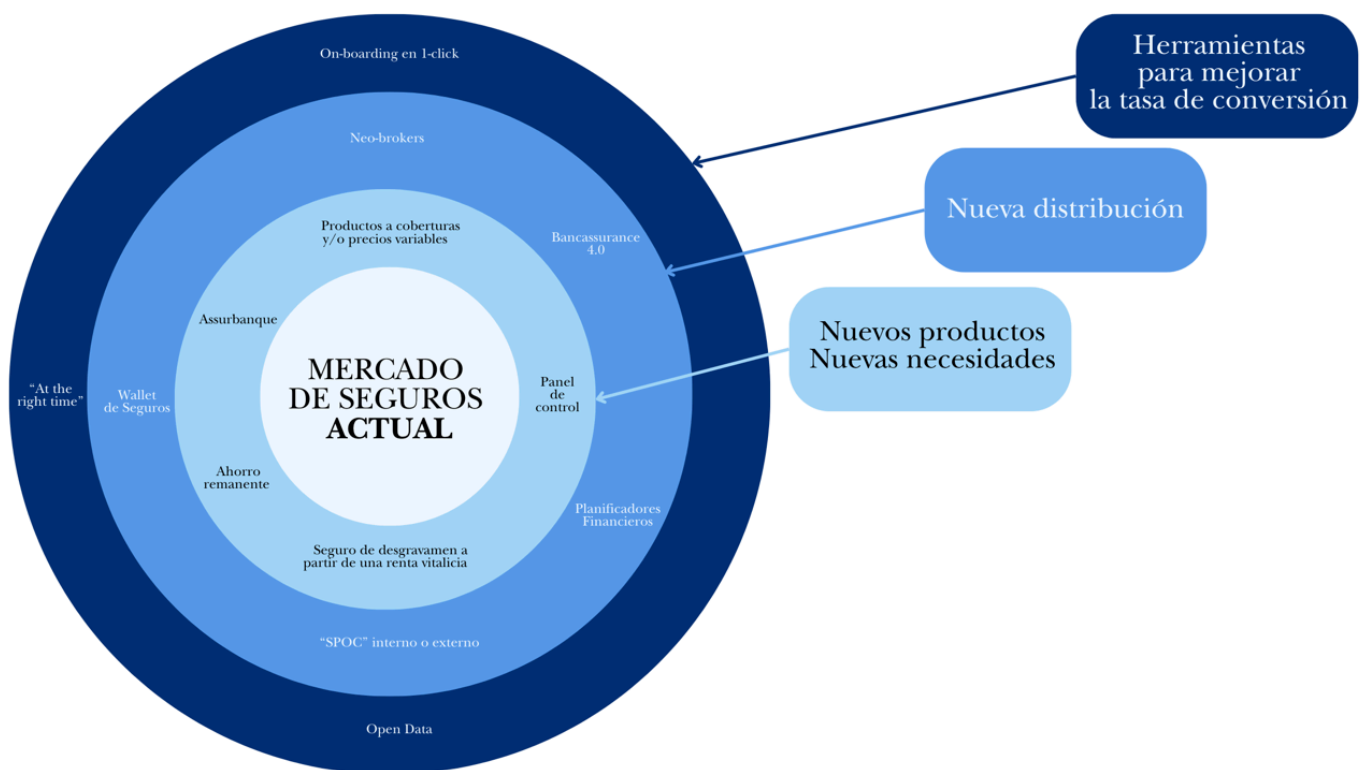 On-boarding en 1-click
Herramientas
para mejorar
la tasa de conversión
Neo-brokers
Nueva distribución
Productos a coberturas
y/o precios variables
Bancassurance
4.0
Assurbanque
Nuevos productos
Nuevas necesidades
MERCADO
DE SEGUROS
ACTUAL
"At the
right time"
Wallet
de Seguros
Panel
de
control
Ahorro
remanente
Planificadores
Financieros
Seguro de desgravamen a
partir de una renta vitalicia
“SPOC” interno o externo
Open Data